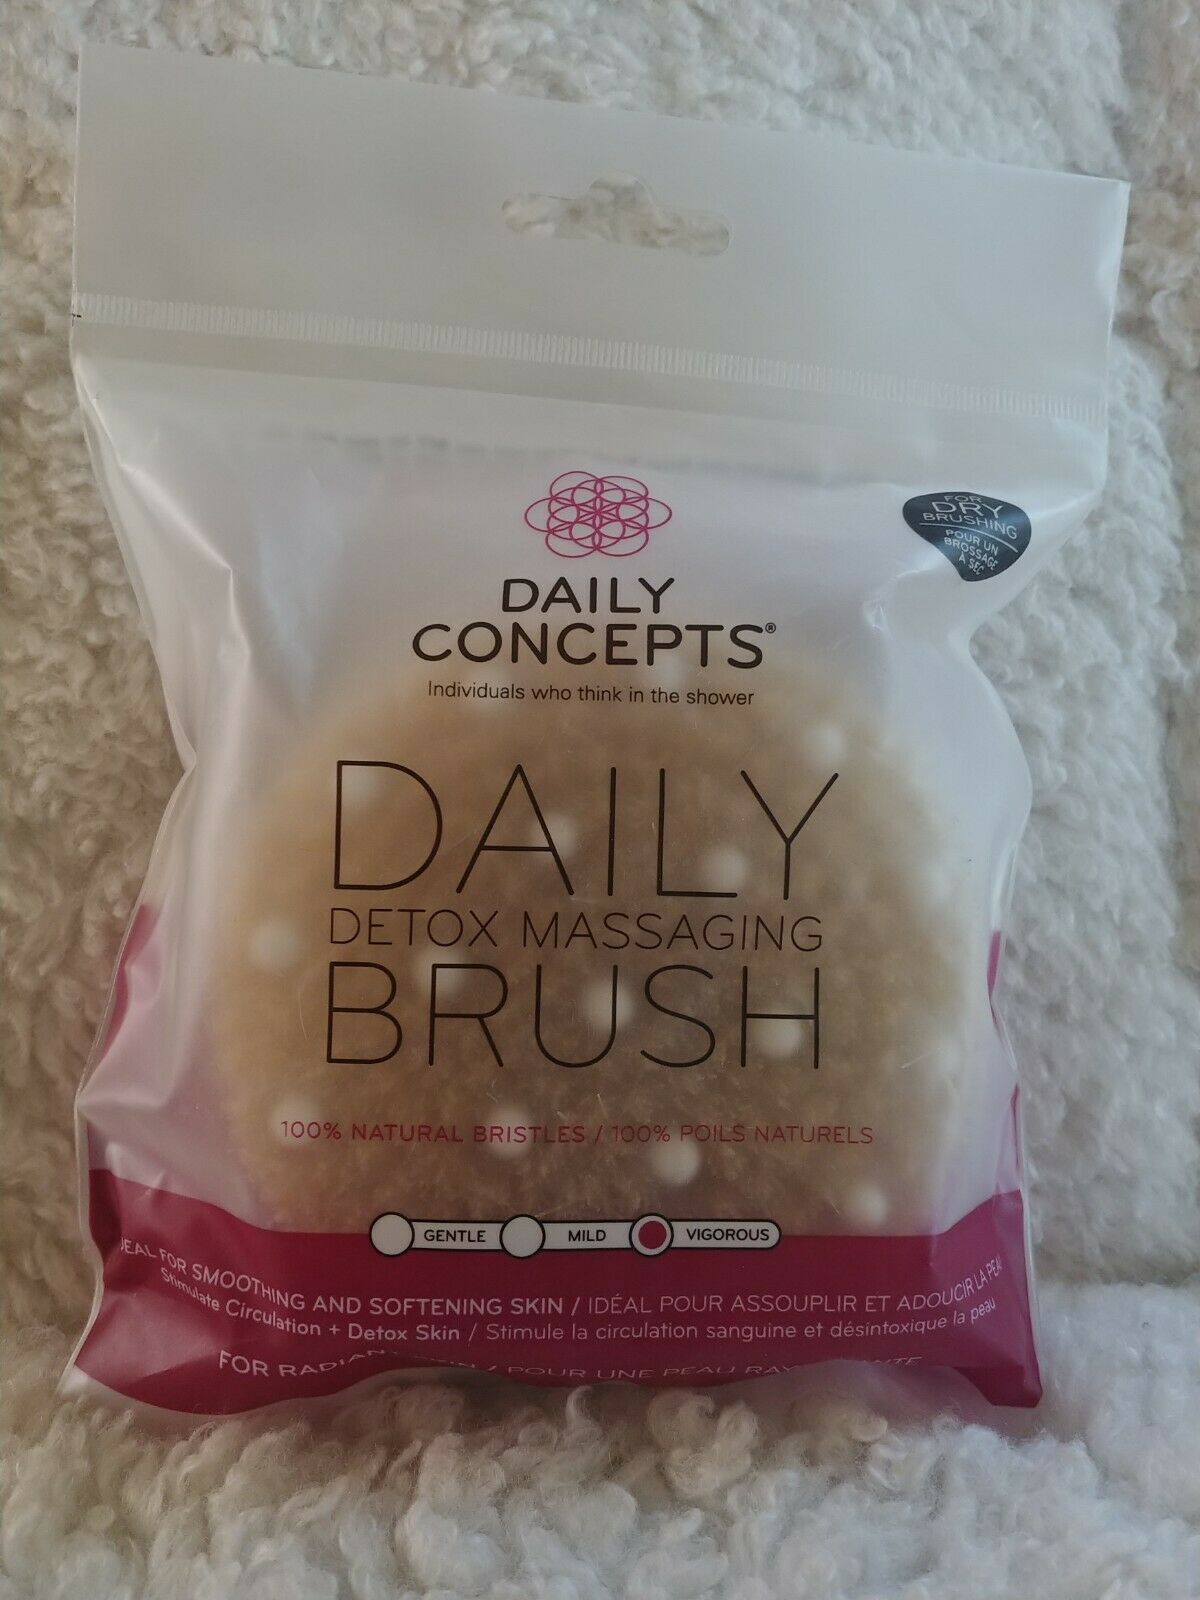 FOR
DRY
BRUSHING
POUR UN
BROSSAGE
À SEC
DAILY
CONCEPTS®
Individuals who think in the shower
DAILY
DETOX MASSAGING
BRUSH
100% NATURAL BRISTLES / 100% POILS NATURELS
GENTLE MILD VIGOROUS
FOR SMOOTHING AND SOFTENING SKIN / IDÉAL POUR ASSOUPLIR ET ADOUCIR LA
Stimulate Circulation + Detox Skin / Stimule la circulation sanguine et désintoxique la peau
FOR / POUR UNE PEAU